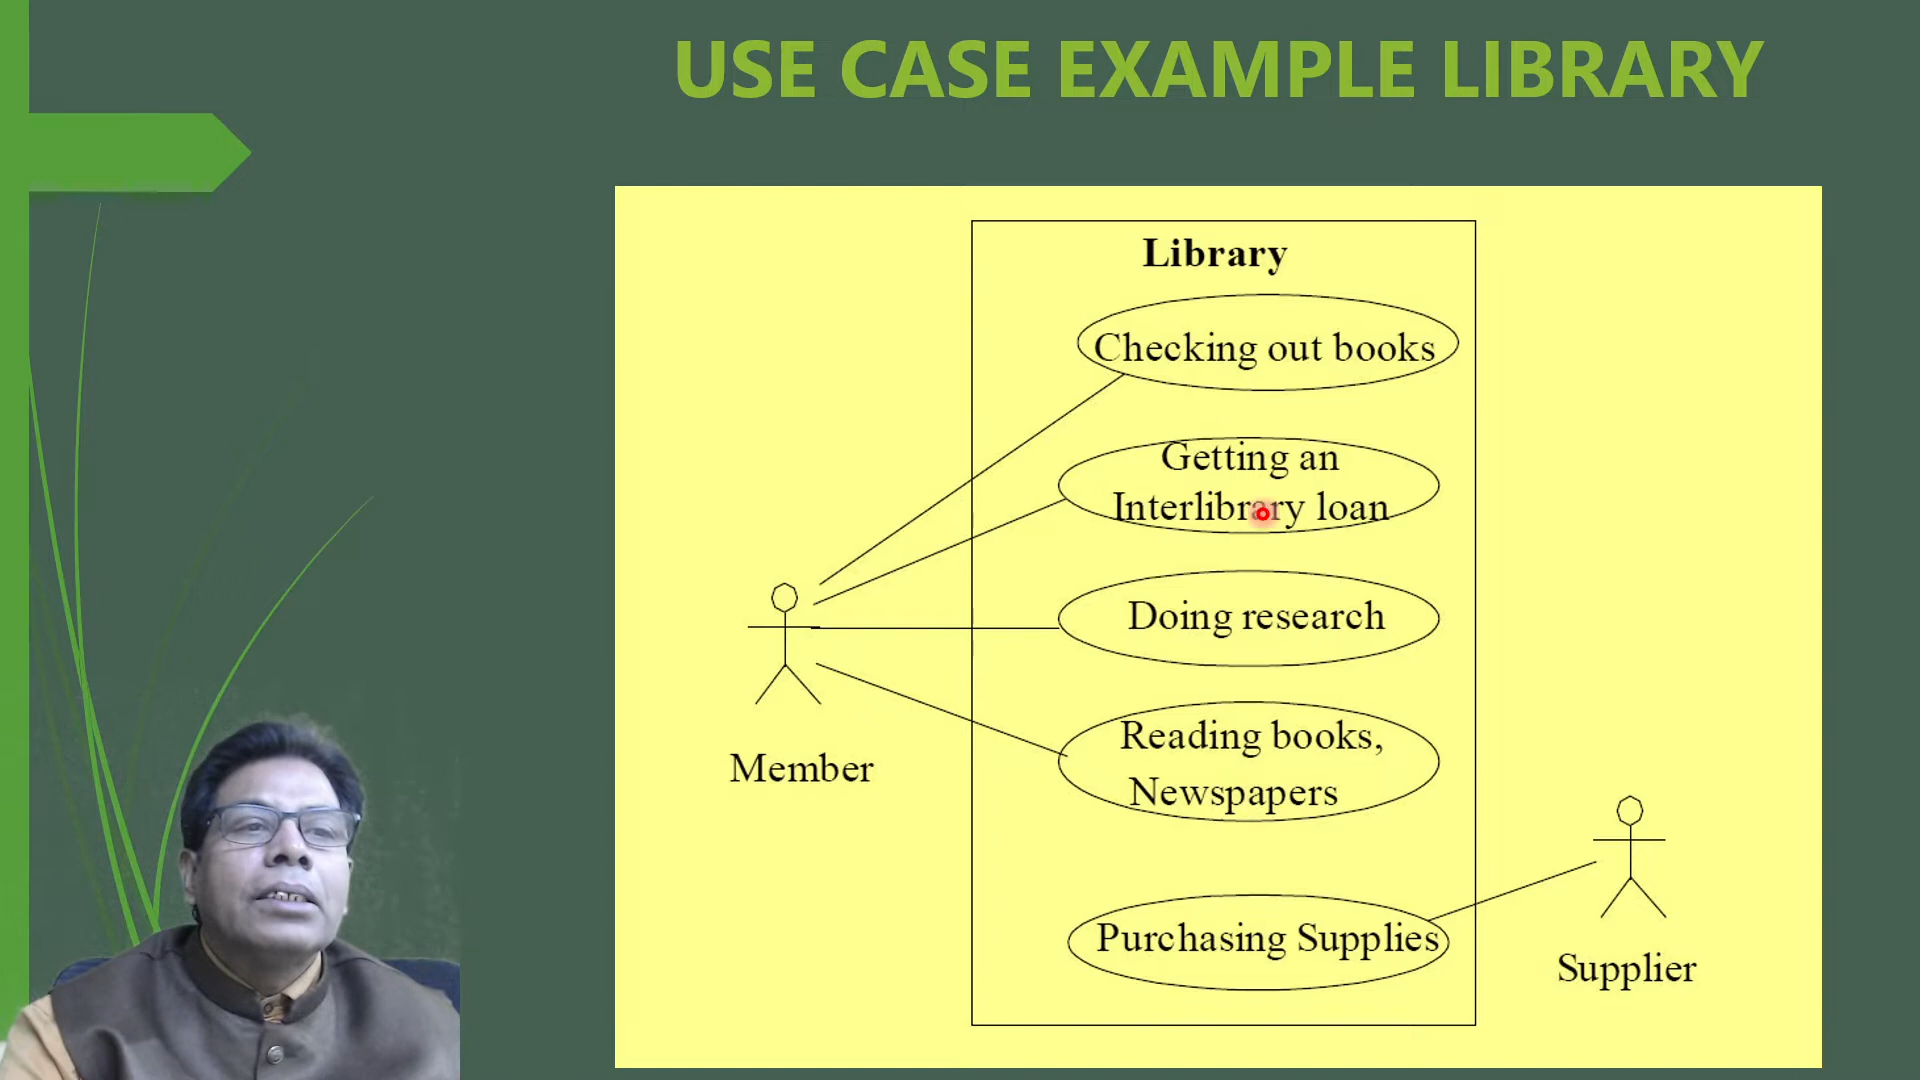 USE CASE EXAMPLE LIBRARY
Library
Checking out books
Getting an
Interlibrary loan
Doing research
Reading books,
Newspapers
Member
Purchasing Supplies
Supplier